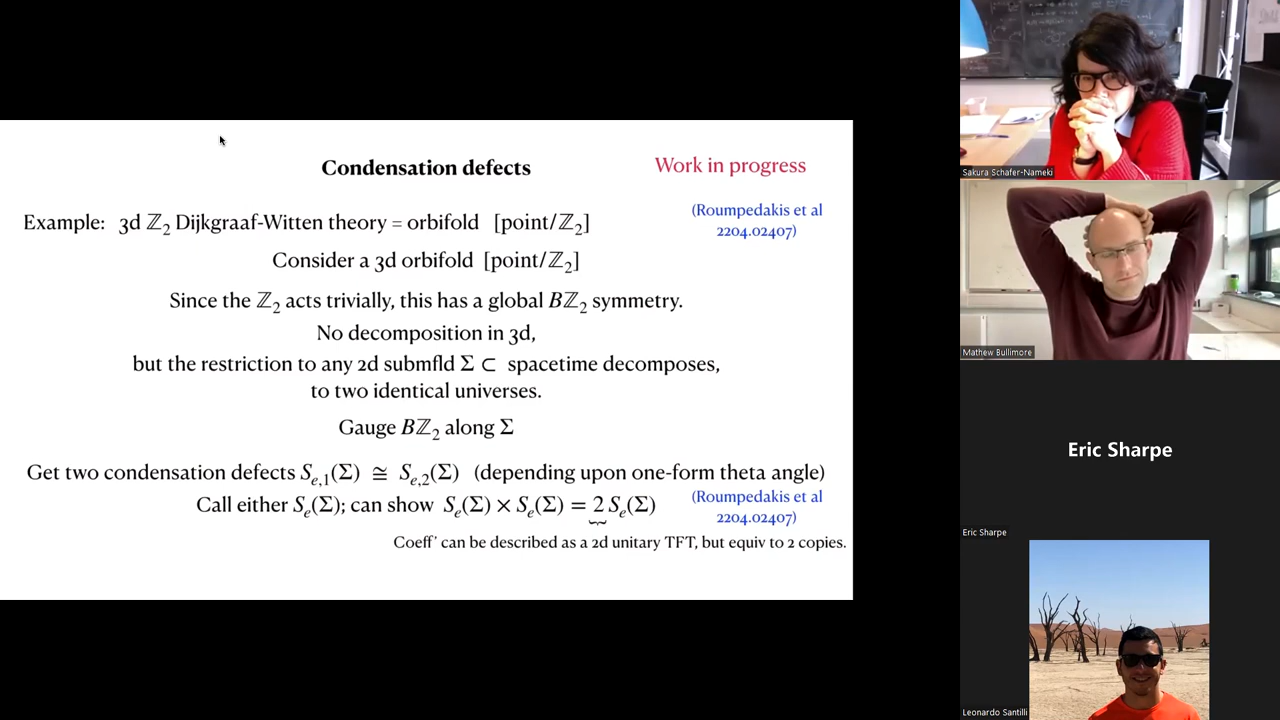 Condensation defects
Work in progress
Example: 3d ℤ₂ Dijkgraaf-Witten theory = orbifold [point/ℤ₂]
(Roumpedakis et al
2204.02407)
Consider a 3d orbifold [point/ℤ₂]
Since the ℤ₂ acts trivially, this has a global Bℤ₂ symmetry.
No decomposition in 3d,
but the restriction to any 2d submfld Σ ⊂ spacetime decomposes,
to two identical universes.
Gauge Bℤ₂ along Σ
Get two condensation defects S_{e,1}(Σ) ≅ S_{e,2}(Σ) (depending upon one-form theta angle)
Call either S_e(Σ); can show S_e(Σ) × S_e(Σ) = 2 S_e(Σ)
(Roumpedakis et al
2204.02407)
Coeff' can be described as a 2d unitary TFT, but equiv to 2 copies.
Sakura Schafer-Nameki
Mathew Bullimore
Eric Sharpe
Eric Sharpe
Leonardo Santilli